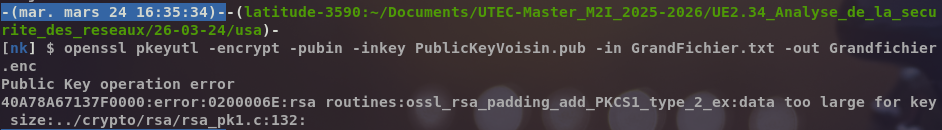 -(mar. mars 24 16:35:34)--(latitude-3590:~/Documents/UTEC-Master_M2I_2025-2026/UE2.34_Analyse_de_la_secu
rite_des_reseaux/26-03-24/usa)-
[nk] $ openssl pkeyutl -encrypt -pubin -inkey PublicKeyVoisin.pub -in GrandFichier.txt -out Grandfichier
.enc
Public Key operation error
40A78A67137F0000:error:0200006E:rsa routines:ossl_rsa_padding_add_PKCS1_type_2_ex:data too large for key
 size:../crypto/rsa/rsa_pk1.c:132: